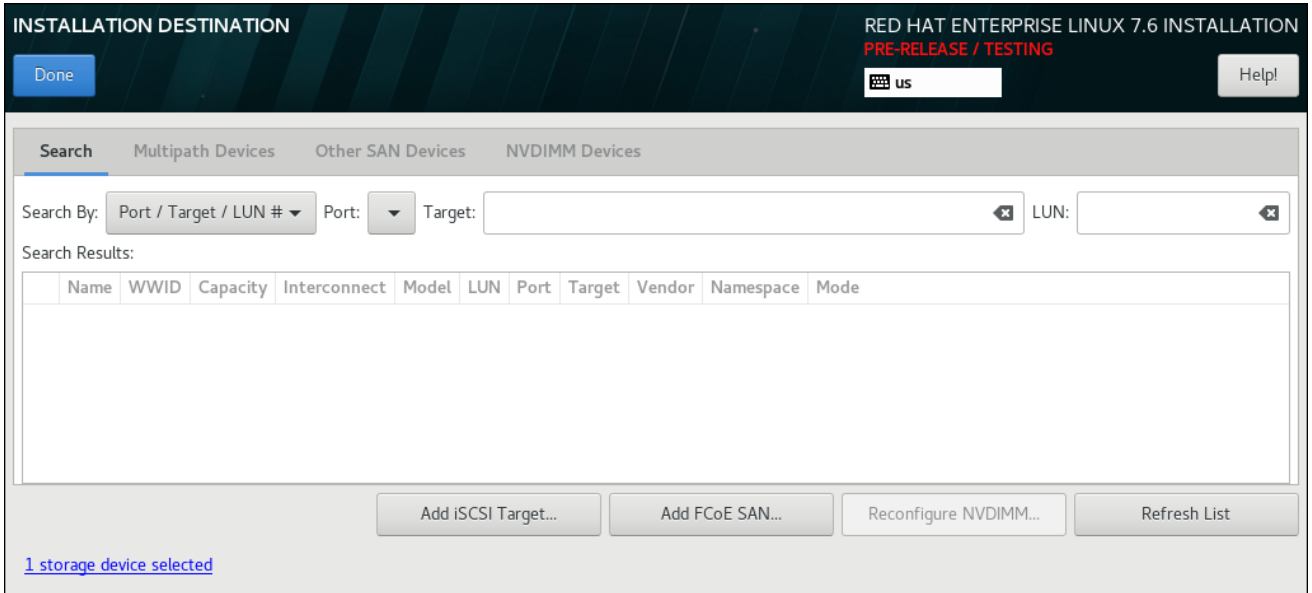 INSTALLATION DESTINATION
RED HAT ENTERPRISE LINUX 7.6 INSTALLATION
PRE-RELEASE / TESTING
Done
us
Help!
Search Multipath Devices Other SAN Devices NVDIMM Devices
Search By: Port / Target / LUN # Port: Target: LUN:
Search Results:
Name WWID Capacity Interconnect Model LUN Port Target Vendor Namespace Mode
Add iSCSI Target... Add FCoE SAN... Reconfigure NVDIMM... Refresh List
1 storage device selected